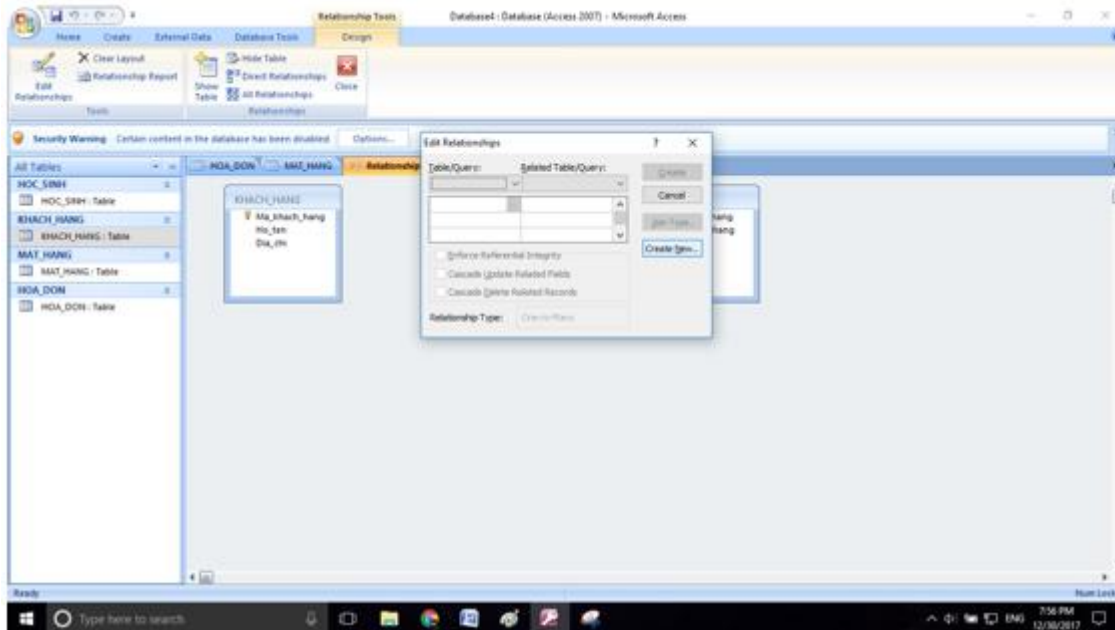 Relationship Tools
Database4 : Database (Access 2007) - Microsoft Access
Home Create External Data Database Tools Design
Edit Relationships
Clear Layout
Relationship Report
Tools
Show Table
Hide Table
Direct Relationships
All Relationships
Close
Relationships
Security Warning Certain content in the database has been disabled Options...
All Tables
HOC_SINH
HOC_SINH : Table
KHACH_HANG
KHACH_HANG : Table
MAT_HANG
MAT_HANG : Table
HOA_DON
HOA_DON : Table
HOA_DON MAT_HANG Relationship
KHACH_HANG
Ma_khach_hang
Ho_ten
Dia_chi
Edit Relationships ? ×
Table/Query: Related Table/Query:
Create
Cancel
Join Type..
Create New..
Enforce Referential Integrity
Cascade Update Related Fields
Cascade Delete Related Records
Relationship Type: One-to-Many
hang
hang
Ready
Num Lock
Type here to search
ENG
7:56 PM
12/30/2017